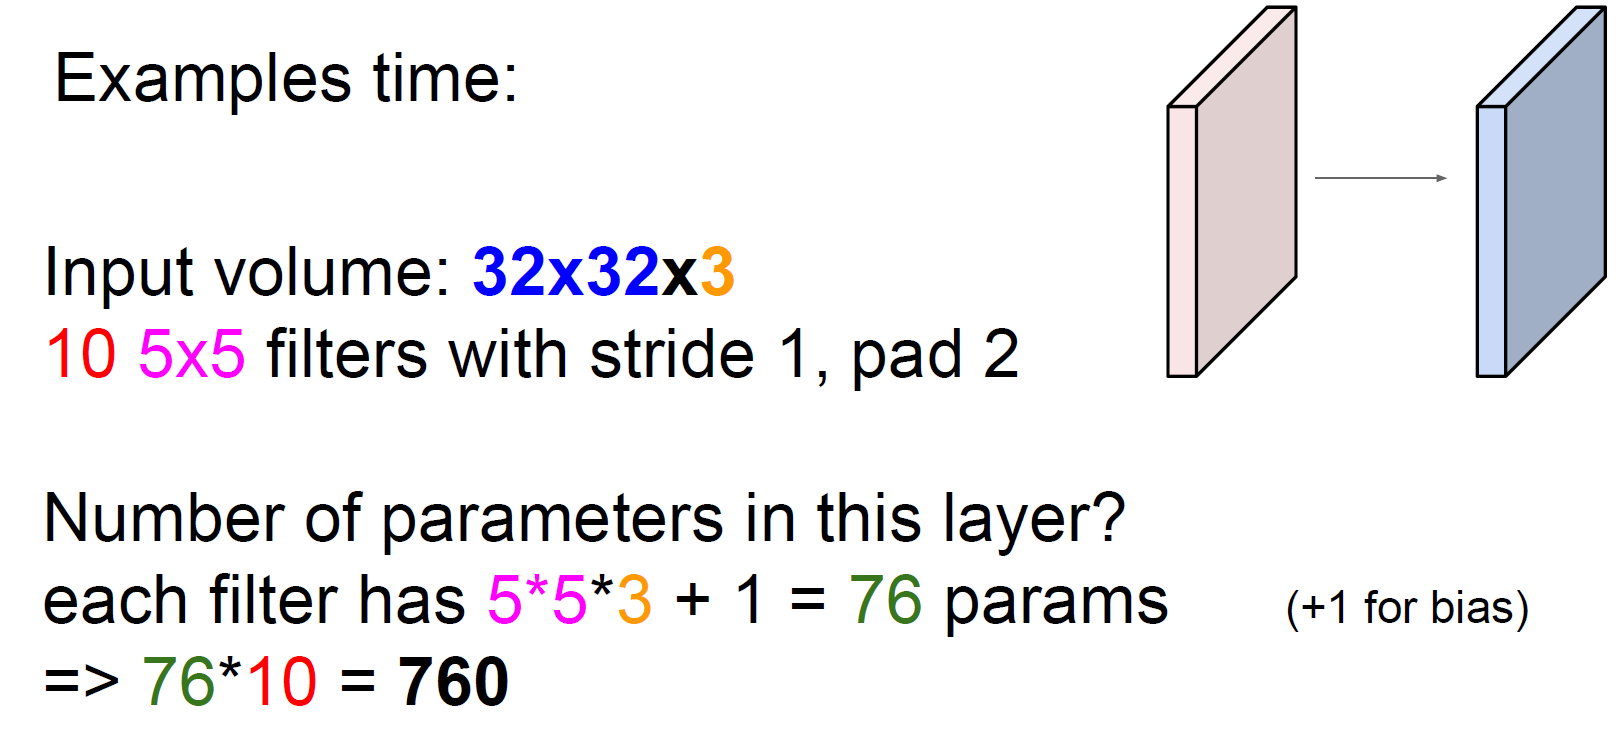 Examples time:
Input volume: 32x32x3
10 5x5 filters with stride 1, pad 2
Number of parameters in this layer?
each filter has 5*5*3 + 1 = 76 params (+1 for bias)
=> 76*10 = 760